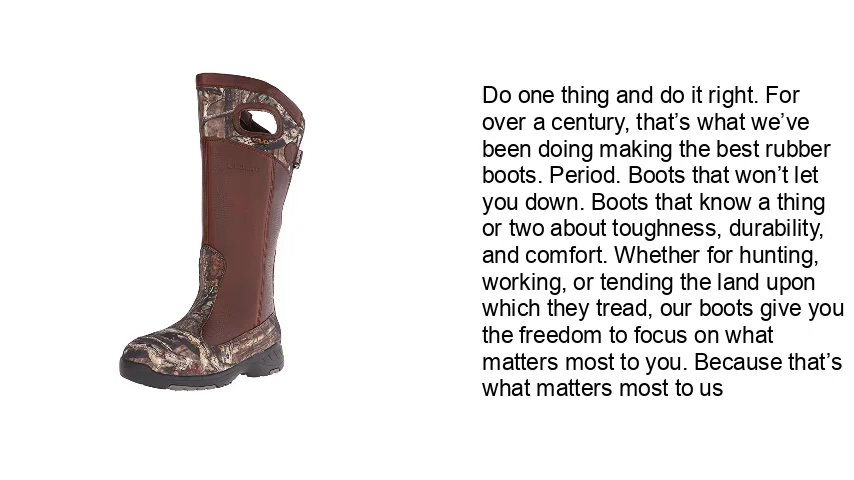 Do one thing and do it right. For
over a century, that’s what we’ve
been doing making the best rubber
boots. Period. Boots that won’t let
you down. Boots that know a thing
or two about toughness, durability,
and comfort. Whether for hunting,
working, or tending the land upon
which they tread, our boots give you
the freedom to focus on what
matters most to you. Because that’s
what matters most to us